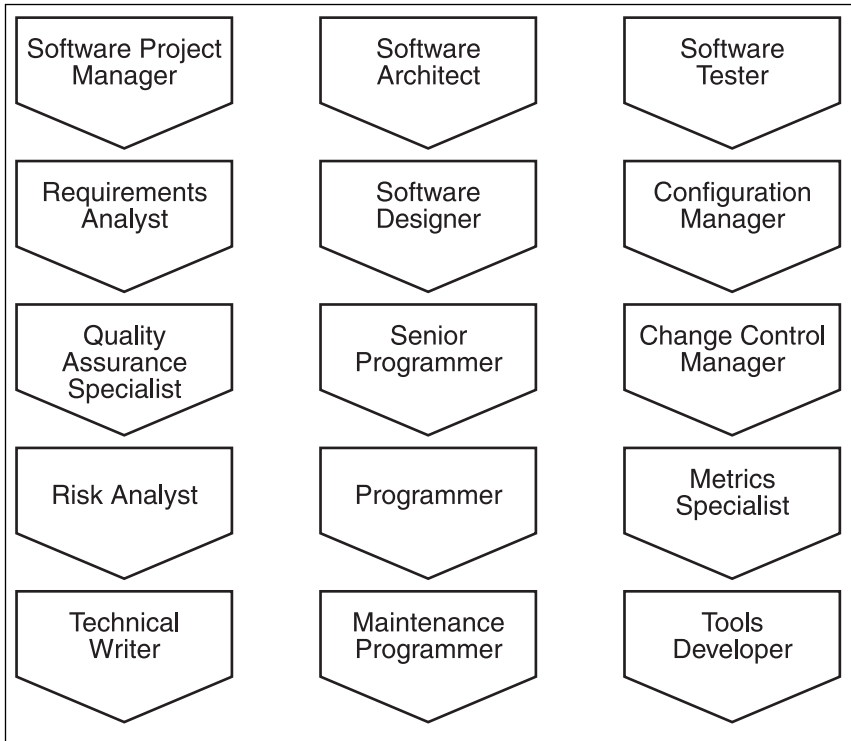 Software Project
Manager
Software
Architect
Software
Tester
Requirements
Analyst
Software
Designer
Configuration
Manager
Quality
Assurance
Specialist
Senior
Programmer
Change Control
Manager
Risk Analyst
Programmer
Metrics
Specialist
Technical
Writer
Maintenance
Programmer
Tools
Developer